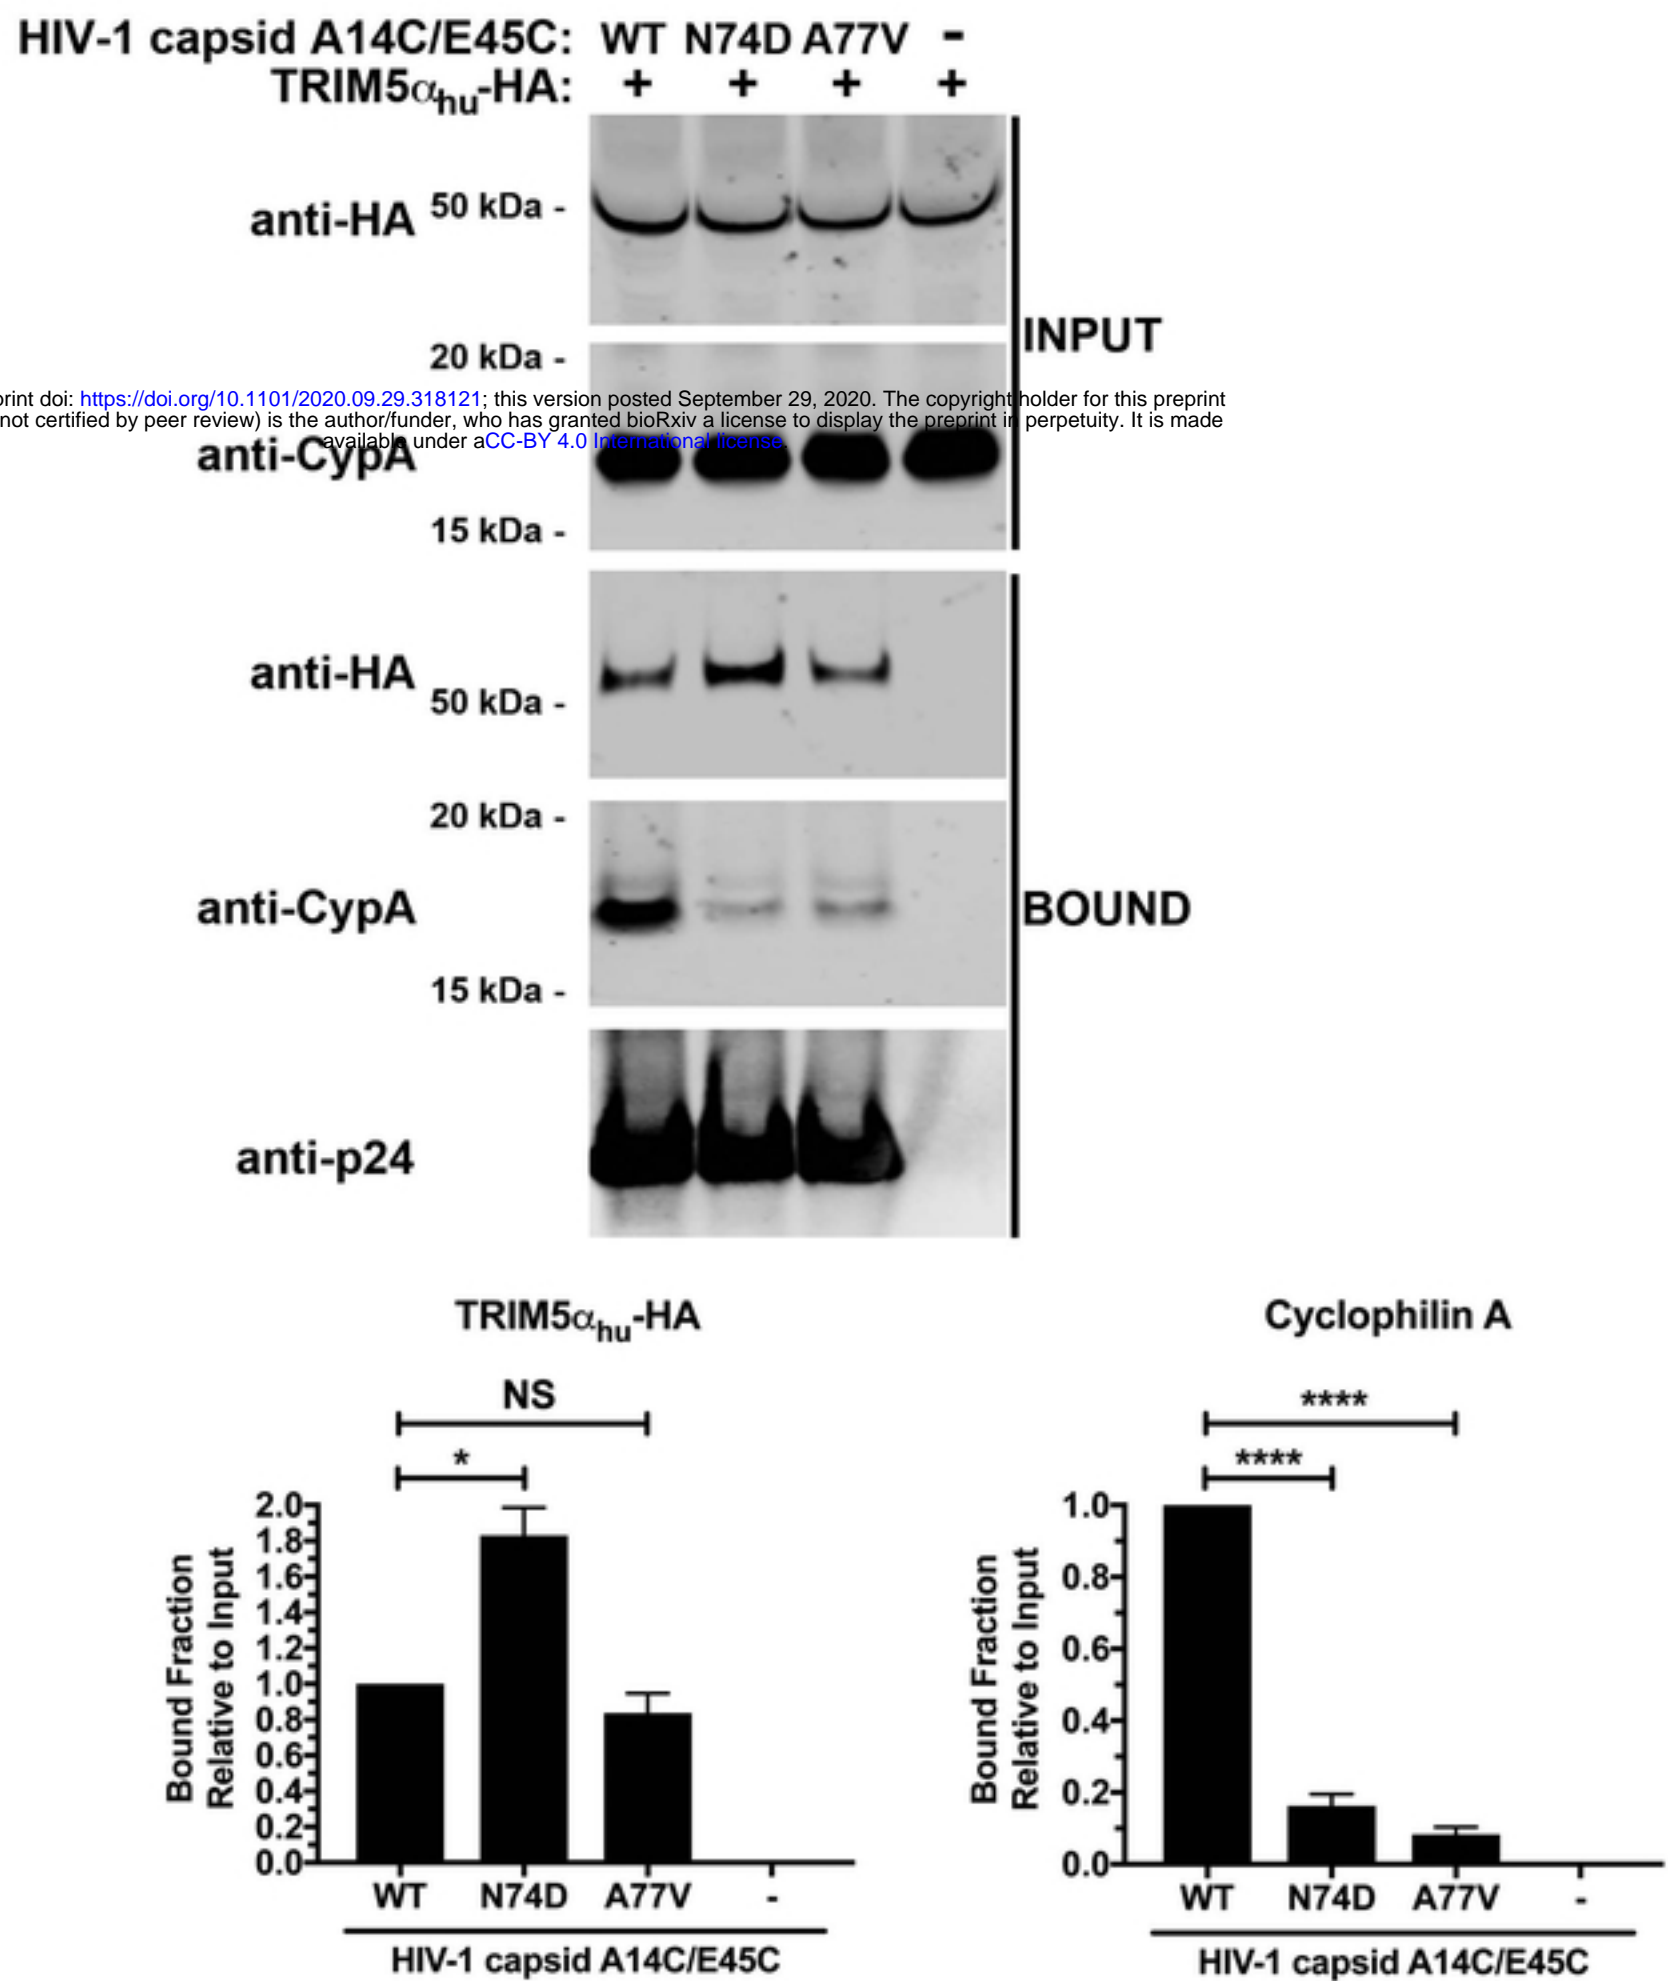 HIV-1 capsid A14C/E45C: WT N74D A77V -
TRIM5αhu-HA: + + + +
anti-HA 50 kDa -
INPUT
20 kDa -
print doi: https://doi.org/10.1101/2020.09.29.318121; this version posted September 29, 2020. The copyright holder for this preprint
not certified by peer review) is the author/funder, who has granted bioRxiv a license to display the preprint in perpetuity. It is made
available under aCC-BY 4.0 International license.
anti-CypA
15 kDa -
anti-HA
50 kDa -
20 kDa -
anti-CypA
BOUND
15 kDa -
anti-p24
TRIM5αhu-HA
NS
*
Bound Fraction
Relative to Input
2.0
1.8
1.6
1.4
1.2
1.0
0.8
0.6
0.4
0.2
0.0
WT N74D A77V -
HIV-1 capsid A14C/E45C
Cyclophilin A
****
****
Bound Fraction
Relative to Input
1.0
0.8
0.6
0.4
0.2
0.0
WT N74D A77V -
HIV-1 capsid A14C/E45C